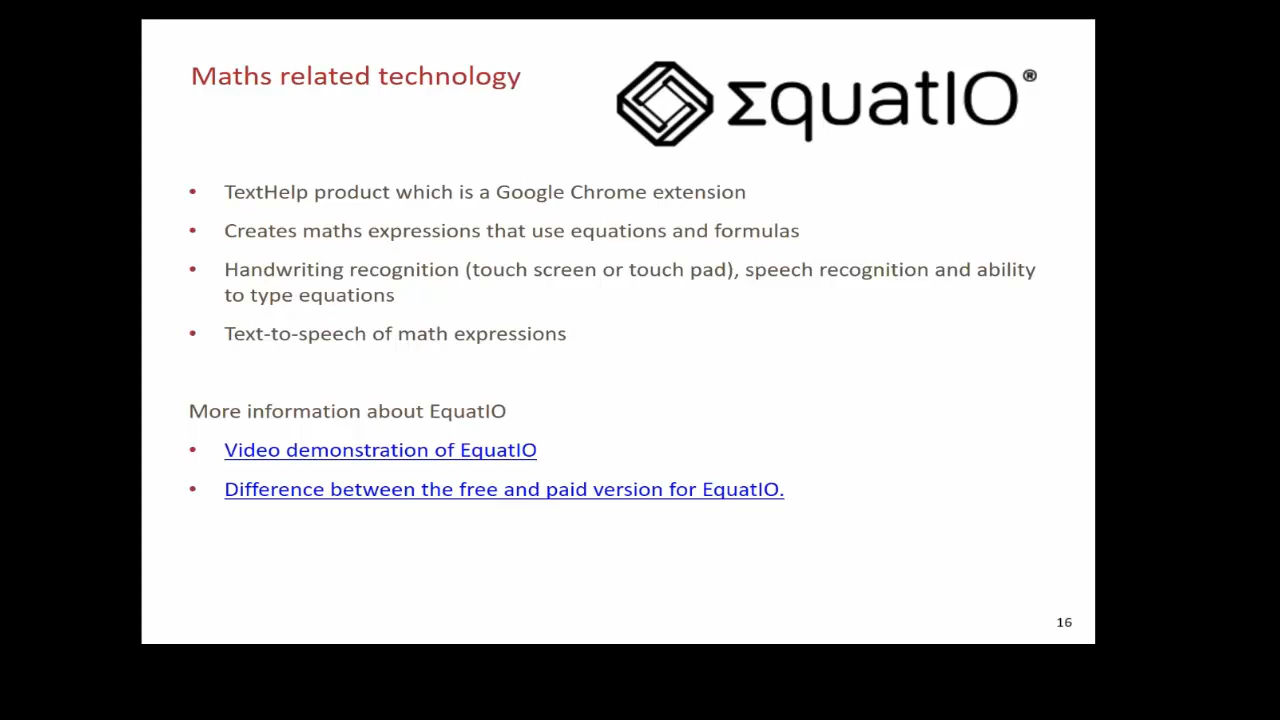 Maths related technology
ΣquatIO®
• TextHelp product which is a Google Chrome extension
• Creates maths expressions that use equations and formulas
• Handwriting recognition (touch screen or touch pad), speech recognition and ability
to type equations
• Text-to-speech of math expressions
More information about EquatIO
• Video demonstration of EquatIO
• Difference between the free and paid version for EquatIO.
16